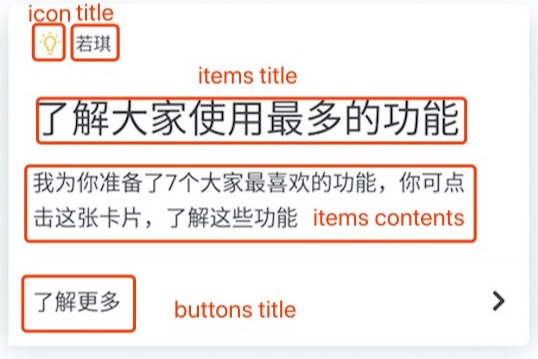 icon title
若琪
items title
了解大家使用最多的功能
我为你准备了7个大家最喜欢的功能，你可点
击这张卡片，了解这些功能 items contents
了解更多 buttons title